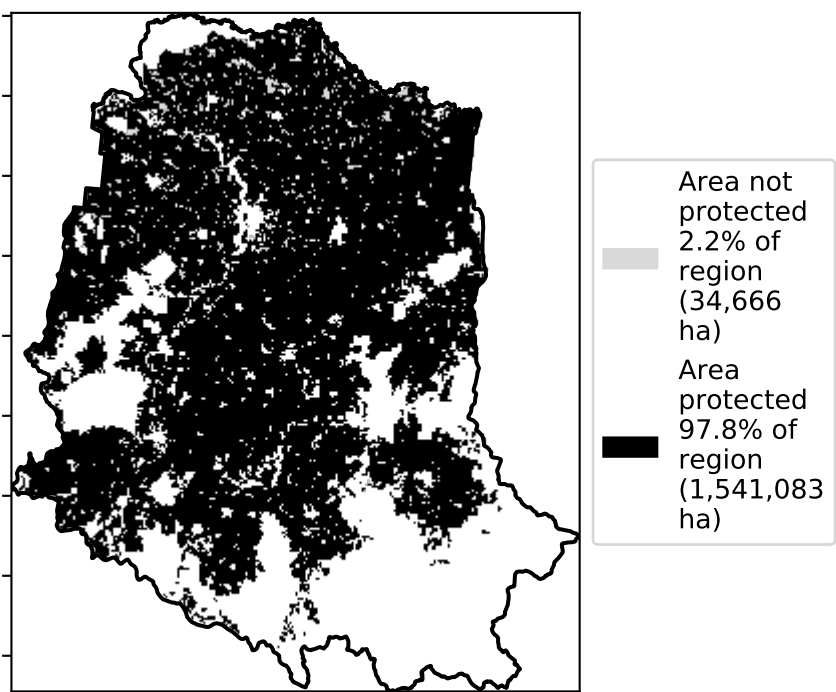 Area not
protected
2.2% of
region
(34,666
ha)
Area
protected
97.8% of
region
(1,541,083
ha)